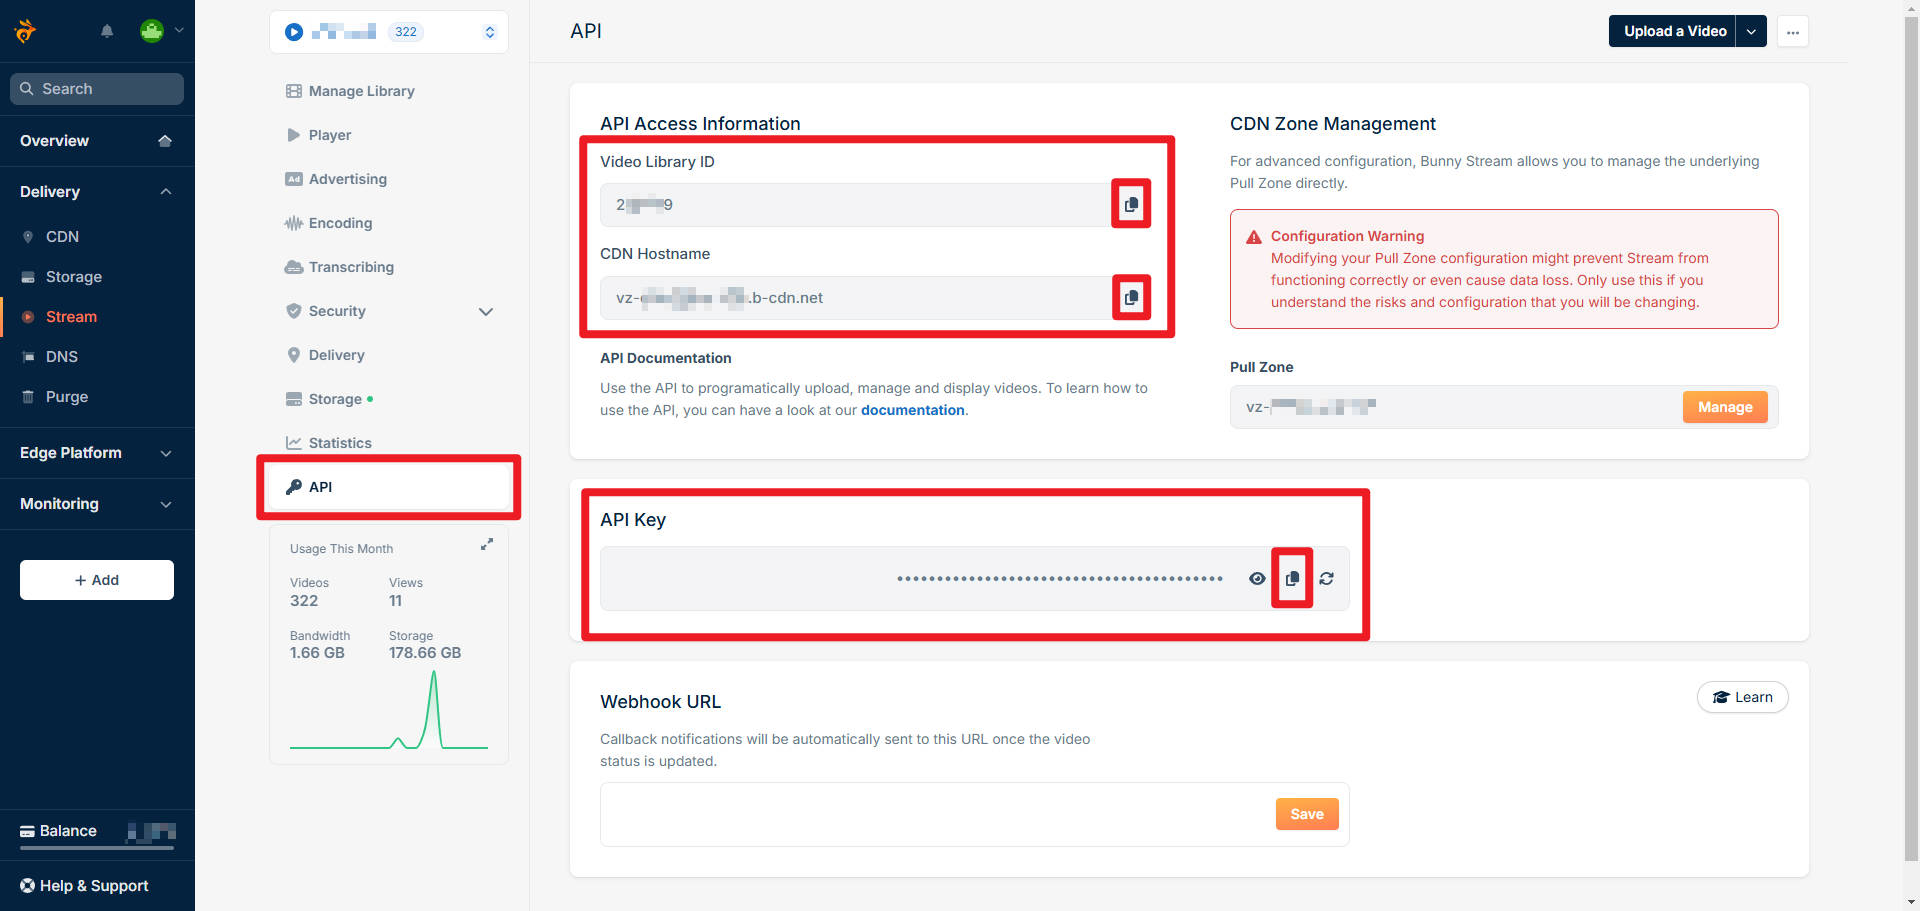 Search
Overview
Delivery
CDN
Storage
Stream
DNS
Purge
Edge Platform
Monitoring
+ Add
Balance
Help & Support
322
Manage Library
Player
Ad Advertising
Encoding
Transcribing
Security
Delivery
Storage
Statistics
API
Usage This Month
Videos Views
322 11
Bandwidth Storage
1.66 GB 178.66 GB
API
Upload a Video
...
API Access Information
Video Library ID
2 9
CDN Hostname
vz- .b-cdn.net
API Documentation
Use the API to programatically upload, manage and display videos. To learn how to
use the API, you can have a look at our documentation.
CDN Zone Management
For advanced configuration, Bunny Stream allows you to manage the underlying
Pull Zone directly.
Configuration Warning
Modifying your Pull Zone configuration might prevent Stream from
functioning correctly or even cause data loss. Only use this if you
understand the risks and configuration that you will be changing.
Pull Zone
vz-
Manage
API Key
Webhook URL
Learn
Callback notifications will be automatically sent to this URL once the video
status is updated.
Save